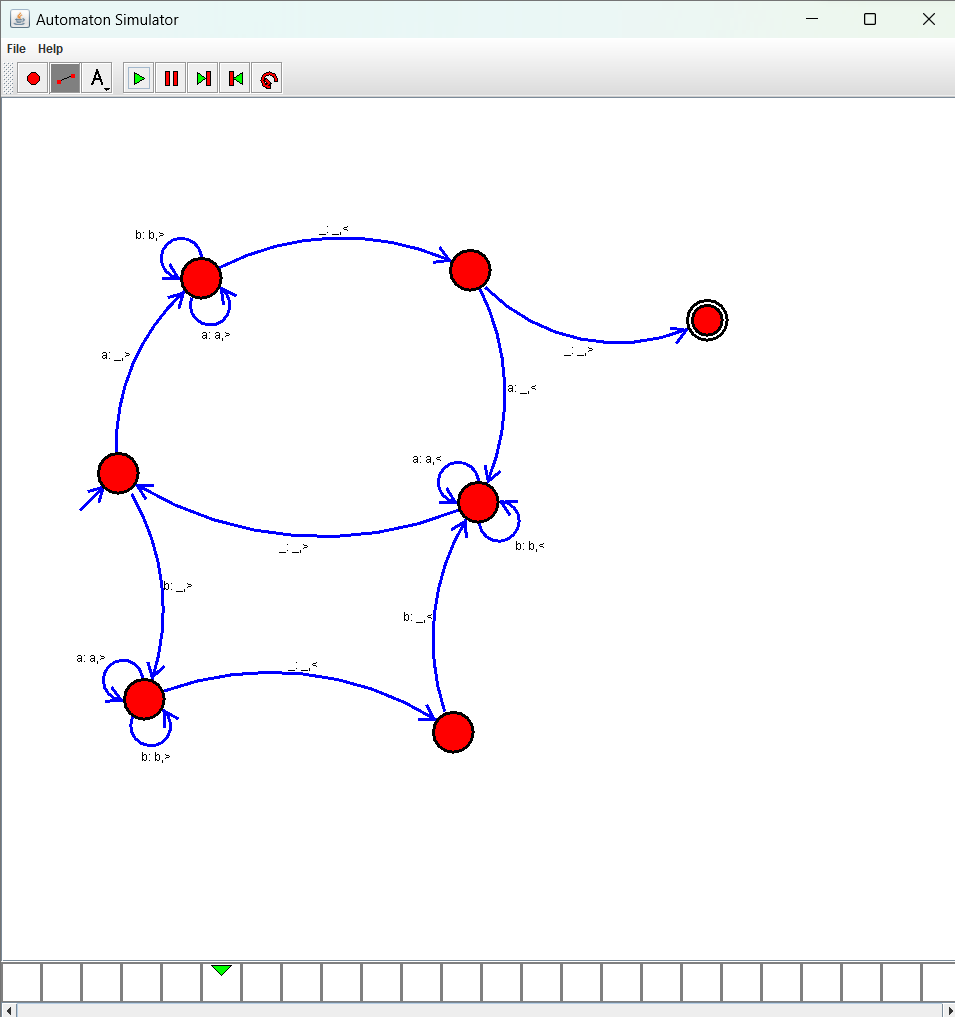 Automaton Simulator
File Help
A
b: b,>
_: _,<
a: a,>
_: _,>
a: _,>
a: _,<
a: a,<
b: b,<
_: _,>
b: _,>
b: _,<
a: a,>
_: _,<
b: b,>